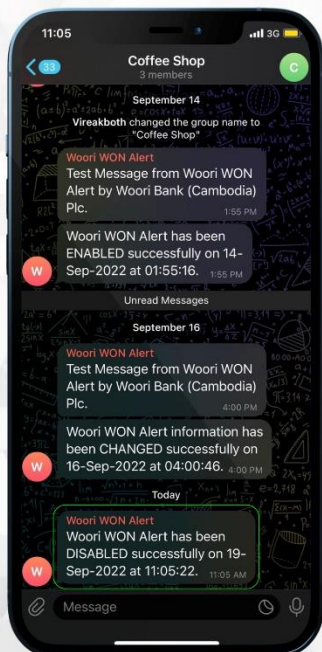 11:05
3G
33
Coffee Shop
3 members
C
September 14
Vireakboth changed the group name to
"Coffee Shop"
Woori WON Alert
Test Message from Woori WON
Alert by Woori Bank (Cambodia)
Plc.
1:55 PM
Woori WON Alert has been
ENABLED successfully on 14-
Sep-2022 at 01:55:16.
1:55 PM
W
Unread Messages
September 16
Woori WON Alert
Test Message from Woori WON
Alert by Woori Bank (Cambodia)
Plc.
4:00 PM
Woori WON Alert information has
been CHANGED successfully on
16-Sep-2022 at 04:00:46.
4:00 PM
W
Today
Woori WON Alert
Woori WON Alert has been
DISABLED successfully on 19-
Sep-2022 at 11:05:22.
11:05 AM
W
Message